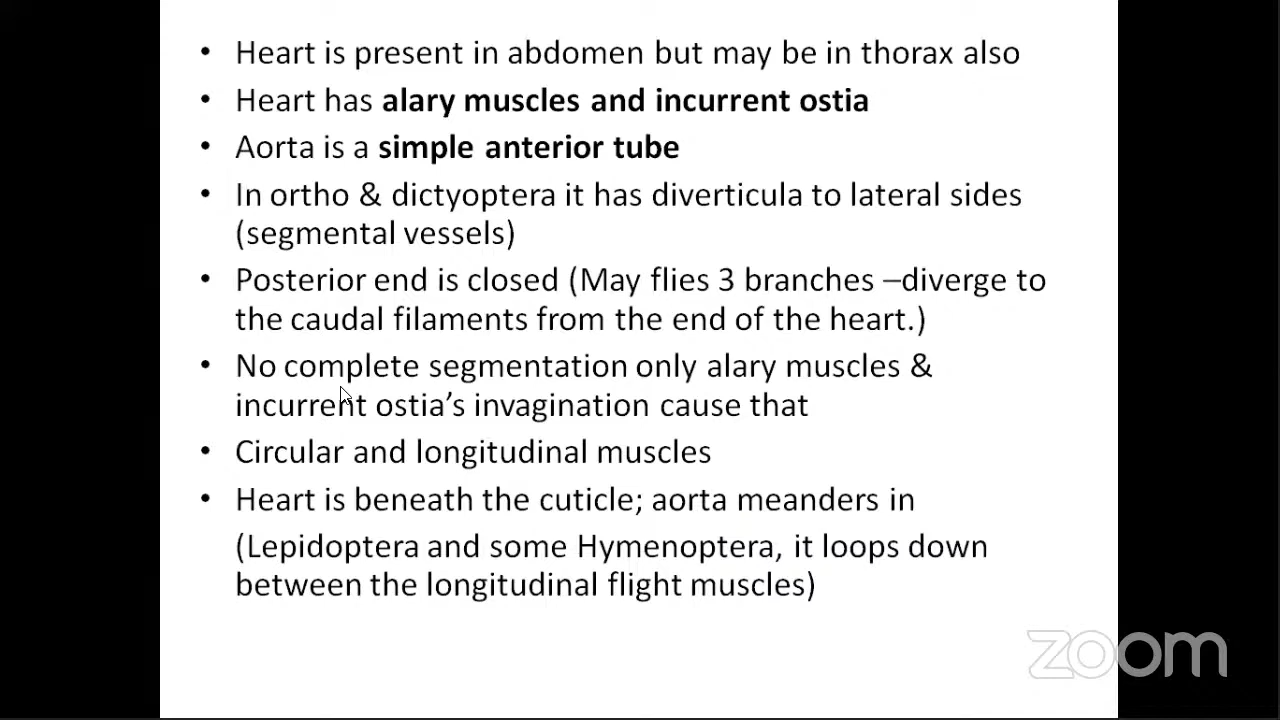 • Heart is present in abdomen but may be in thorax also
• Heart has alary muscles and incurrent ostia
• Aorta is a simple anterior tube
• In ortho & dictyoptera it has diverticula to lateral sides
(segmental vessels)
• Posterior end is closed (May flies 3 branches –diverge to
the caudal filaments from the end of the heart.)
• No complete segmentation only alary muscles &
incurrent ostia’s invagination cause that
• Circular and longitudinal muscles
• Heart is beneath the cuticle; aorta meanders in
(Lepidoptera and some Hymenoptera, it loops down
between the longitudinal flight muscles)
zoom